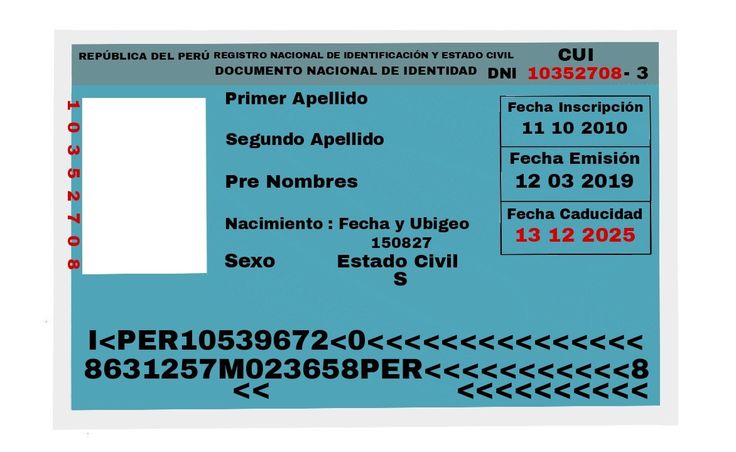 REPÚBLICA DEL PERÚ REGISTRO NACIONAL DE IDENTIFICACIÓN Y ESTADO CIVIL
DOCUMENTO NACIONAL DE IDENTIDAD
CUI
DNI 10352708- 3
10352708
Primer Apellido
Segundo Apellido
Pre Nombres
Nacimiento : Fecha y Ubigeo
150827
Sexo
Estado Civil
S
Fecha Inscripción
11 10 2010
Fecha Emisión
12 03 2019
Fecha Caducidad
13 12 2025
I<PER10539672<0<<<<<<<<<<<<<<<
8631257M023658PER<<<<<<<<<<<8
<< <<<<<<<<<<